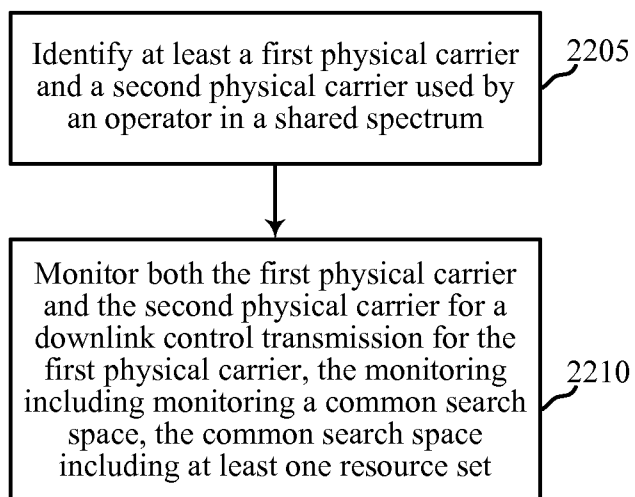 Identify at least a first physical carrier
and a second physical carrier used by
an operator in a shared spectrum
2205
Monitor both the first physical carrier
and the second physical carrier for a
downlink control transmission for the
first physical carrier, the monitoring
including monitoring a common search
space, the common search space
including at least one resource set
2210